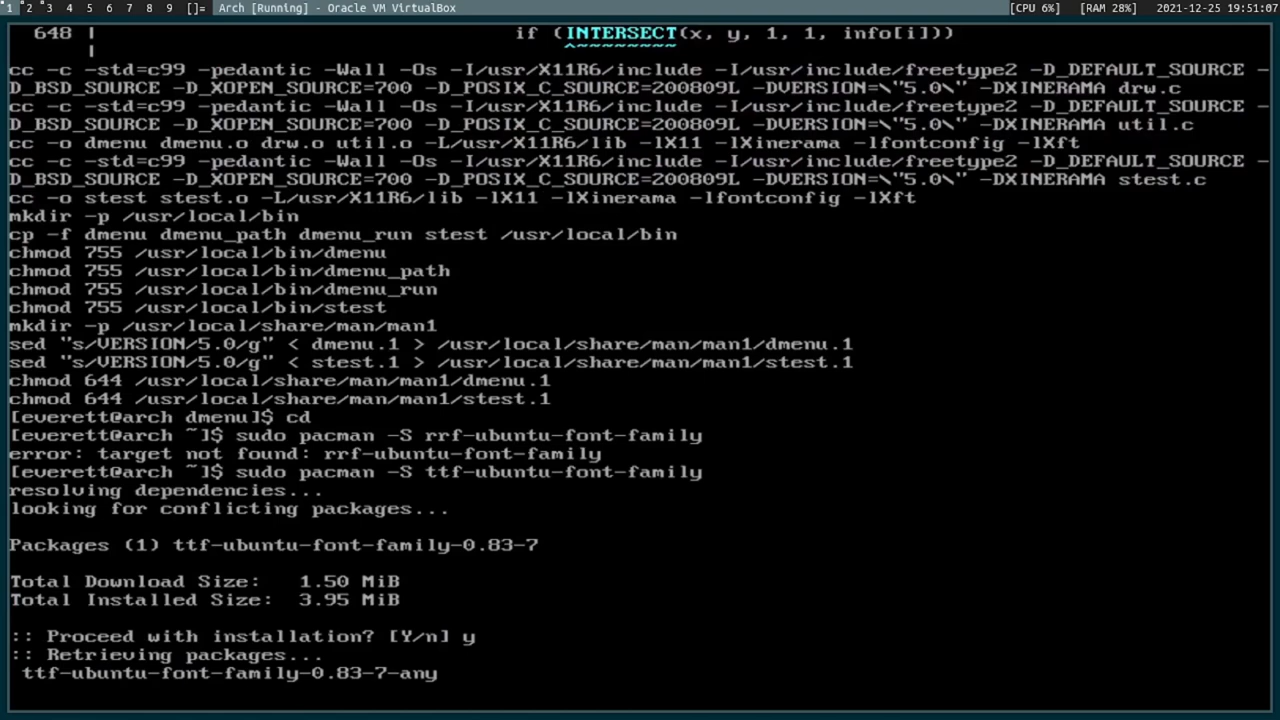 1 2 3 4 5 6 7 8 9 []= Arch [Running] - Oracle VM VirtualBox [CPU 6%] [RAM 28%] 2021-12-25 19:51:07
648 | if (INTERSECT(x, y, 1, 1, info[i]))
| ^~~~~~~~~
cc -c -std=c99 -pedantic -Wall -Os -I/usr/X11R6/include -I/usr/include/freetype2 -D_DEFAULT_SOURCE -
D_BSD_SOURCE -D_XOPEN_SOURCE=700 -D_POSIX_C_SOURCE=200809L -DVERSION=\"5.0\" -DXINERAMA drw.c
cc -c -std=c99 -pedantic -Wall -Os -I/usr/X11R6/include -I/usr/include/freetype2 -D_DEFAULT_SOURCE -
D_BSD_SOURCE -D_XOPEN_SOURCE=700 -D_POSIX_C_SOURCE=200809L -DVERSION=\"5.0\" -DXINERAMA util.c
cc -o dmenu dmenu.o drw.o util.o -L/usr/X11R6/lib -lX11 -lXinerama -lfontconfig -lXft
cc -c -std=c99 -pedantic -Wall -Os -I/usr/X11R6/include -I/usr/include/freetype2 -D_DEFAULT_SOURCE -
D_BSD_SOURCE -D_XOPEN_SOURCE=700 -D_POSIX_C_SOURCE=200809L -DVERSION=\"5.0\" -DXINERAMA stest.c
cc -o stest stest.o -L/usr/X11R6/lib -lX11 -lXinerama -lfontconfig -lXft
mkdir -p /usr/local/bin
cp -f dmenu dmenu_path dmenu_run stest /usr/local/bin
chmod 755 /usr/local/bin/dmenu
chmod 755 /usr/local/bin/dmenu_path
chmod 755 /usr/local/bin/dmenu_run
chmod 755 /usr/local/bin/stest
mkdir -p /usr/local/share/man/man1
sed "s/VERSION/5.0/g" < dmenu.1 > /usr/local/share/man/man1/dmenu.1
sed "s/VERSION/5.0/g" < stest.1 > /usr/local/share/man/man1/stest.1
chmod 644 /usr/local/share/man/man1/dmenu.1
chmod 644 /usr/local/share/man/man1/stest.1
[everett@arch dmenu]$ cd
[everett@arch ~]$ sudo pacman -S rrf-ubuntu-font-family
error: target not found: rrf-ubuntu-font-family
[everett@arch ~]$ sudo pacman -S ttf-ubuntu-font-family
resolving dependencies...
looking for conflicting packages...
Packages (1) ttf-ubuntu-font-family-0.83-7
Total Download Size: 1.50 MiB
Total Installed Size: 3.95 MiB
:: Proceed with installation? [Y/n] y
:: Retrieving packages...
ttf-ubuntu-font-family-0.83-7-any